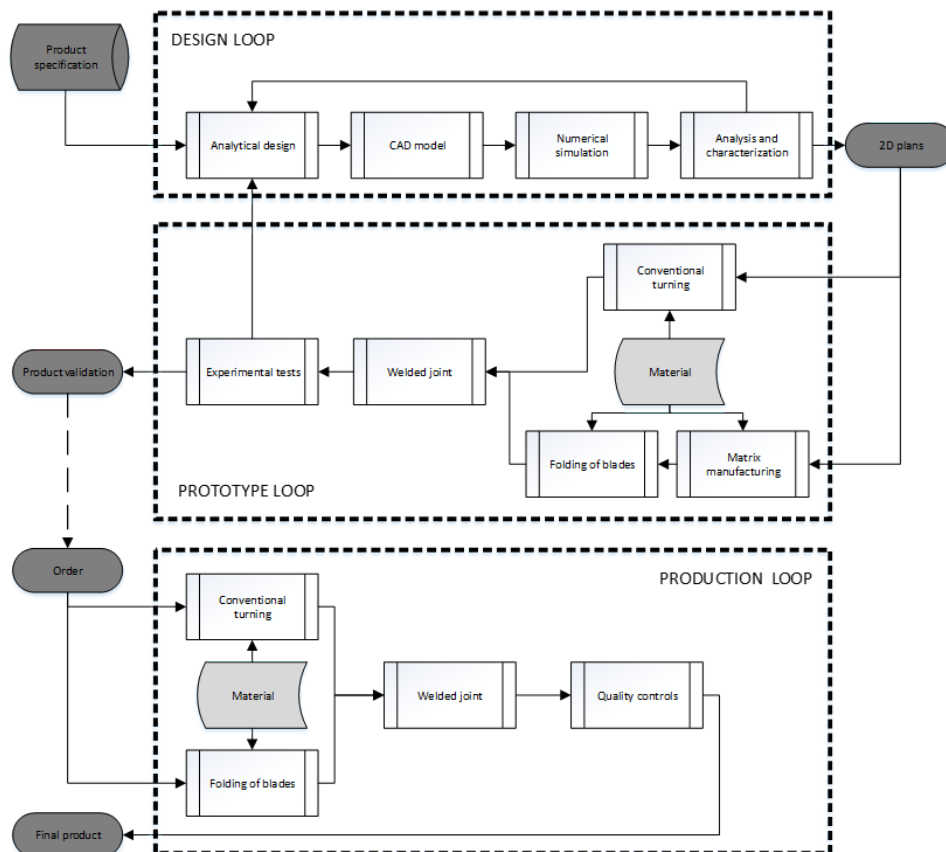 Product
specification
DESIGN LOOP
Analytical design
CAD model
Numerical
simulation
Analysis and
characterization
2D plans
Conventional
turning
Product validation
Experimental tests
Welded joint
Material
Folding of blades
Matrix
manufacturing
PROTOTYPE LOOP
Order
PRODUCTION LOOP
Conventional
turning
Material
Welded joint
Quality controls
Folding of blades
Final product